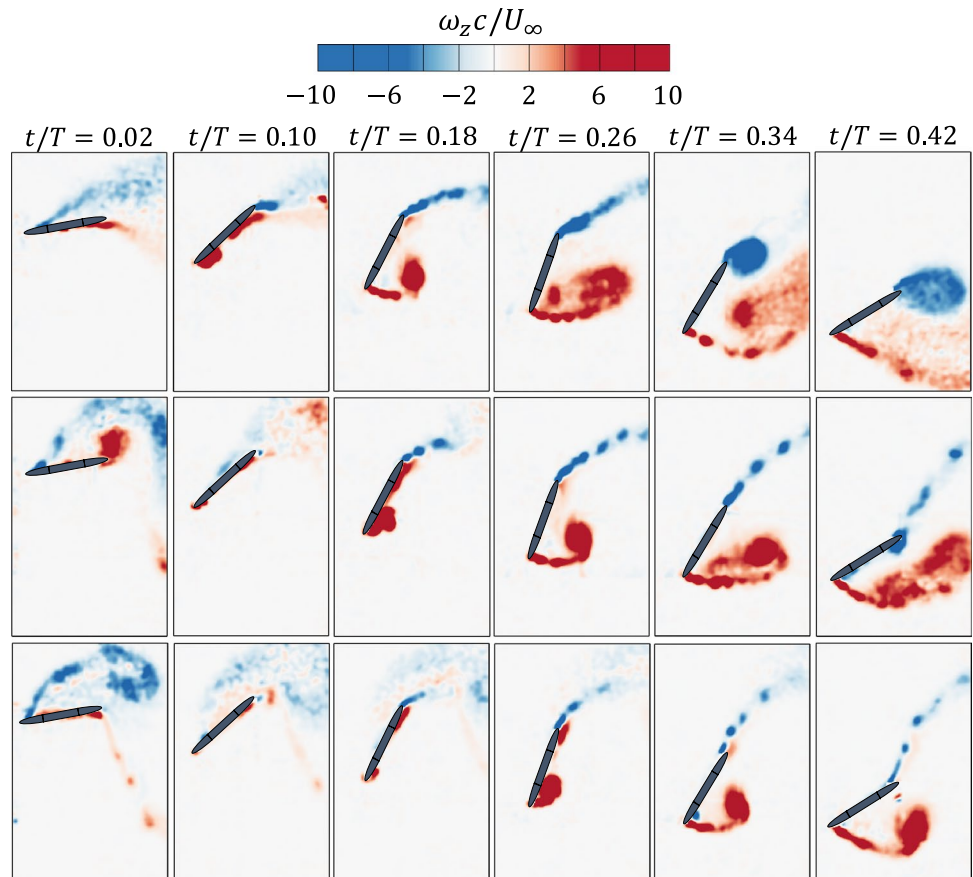 ω_z c/U_∞
−10 −6 −2 2 6 10
t/T = 0.02 t/T = 0.10 t/T = 0.18 t/T = 0.26 t/T = 0.34 t/T = 0.42